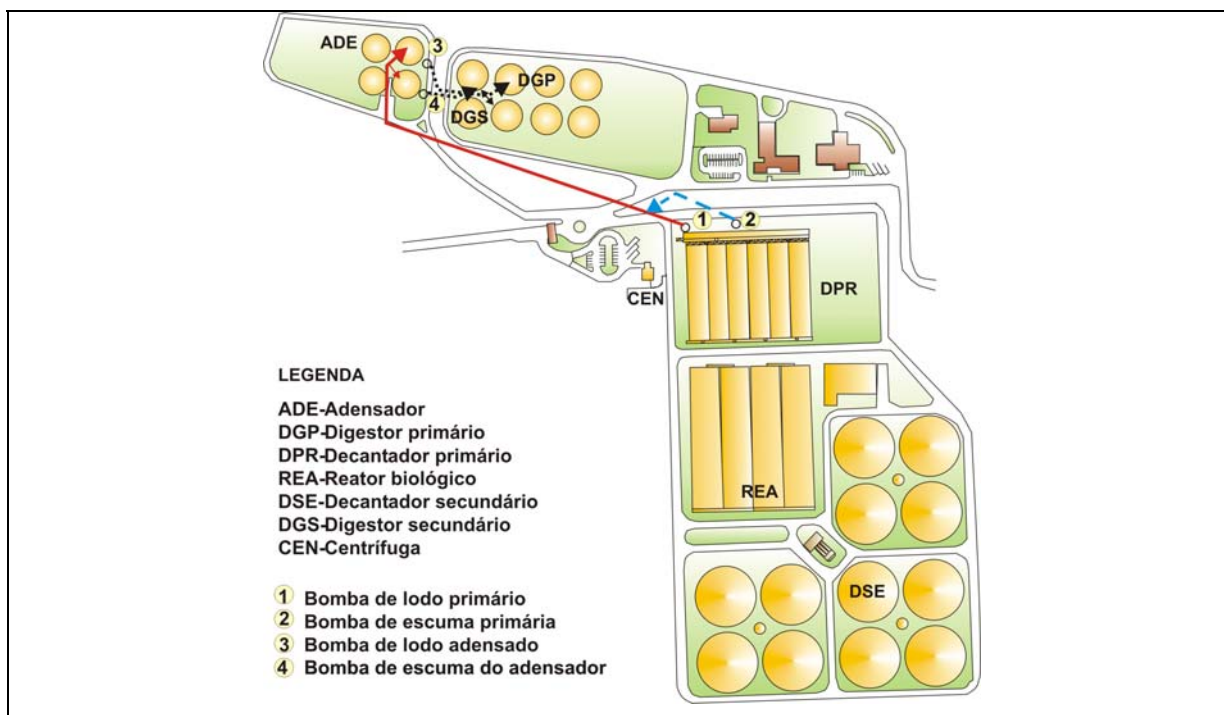 ADE
3
DGP
4
DGS
1
2
DPR
CEN
REA
DSE
LEGENDA
ADE-Adensador
DGP-Digestor primário
DPR-Decantador primário
REA-Reator biológico
DSE-Decantador secundário
DGS-Digestor secundário
CEN-Centrífuga
1 Bomba de lodo primário
2 Bomba de escuma primária
3 Bomba de lodo adensado
4 Bomba de escuma do adensador